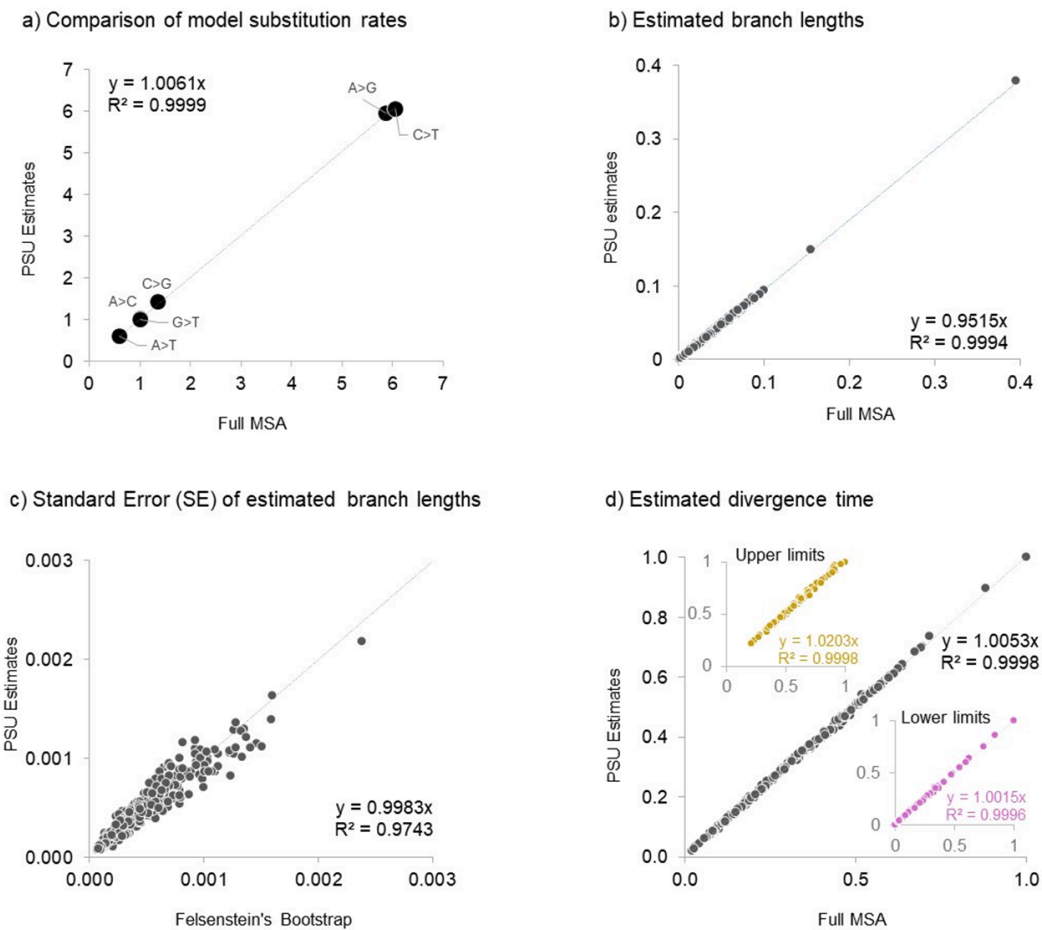 a) Comparison of model substitution rates
7
6
5
4
3
2
1
0
PSU Estimates
y = 1.0061x
R² = 0.9999
A>G
C>T
C>G
A>C
G>T
A>T
0 1 2 3 4 5 6 7
Full MSA
b) Estimated branch lengths
0.4
0.3
0.2
0.1
0
PSU estimates
y = 0.9515x
R² = 0.9994
0 0.1 0.2 0.3 0.4
Full MSA
c) Standard Error (SE) of estimated branch lengths
0.003
0.002
0.001
0.000
PSU Estimates
y = 0.9983x
R² = 0.9743
0.000 0.001 0.002 0.003
Felsenstein's Bootstrap
d) Estimated divergence time
1.0
0.8
0.6
0.4
0.2
0.0
PSU Estimates
Upper limits
1
0.5
0
y = 1.0203x
R² = 0.9998
0 0.5 1
y = 1.0053x
R² = 0.9998
Lower limits
1
0.5
0
y = 1.0015x
R² = 0.9996
0 0.5 1
0.0 0.5 1.0
Full MSA